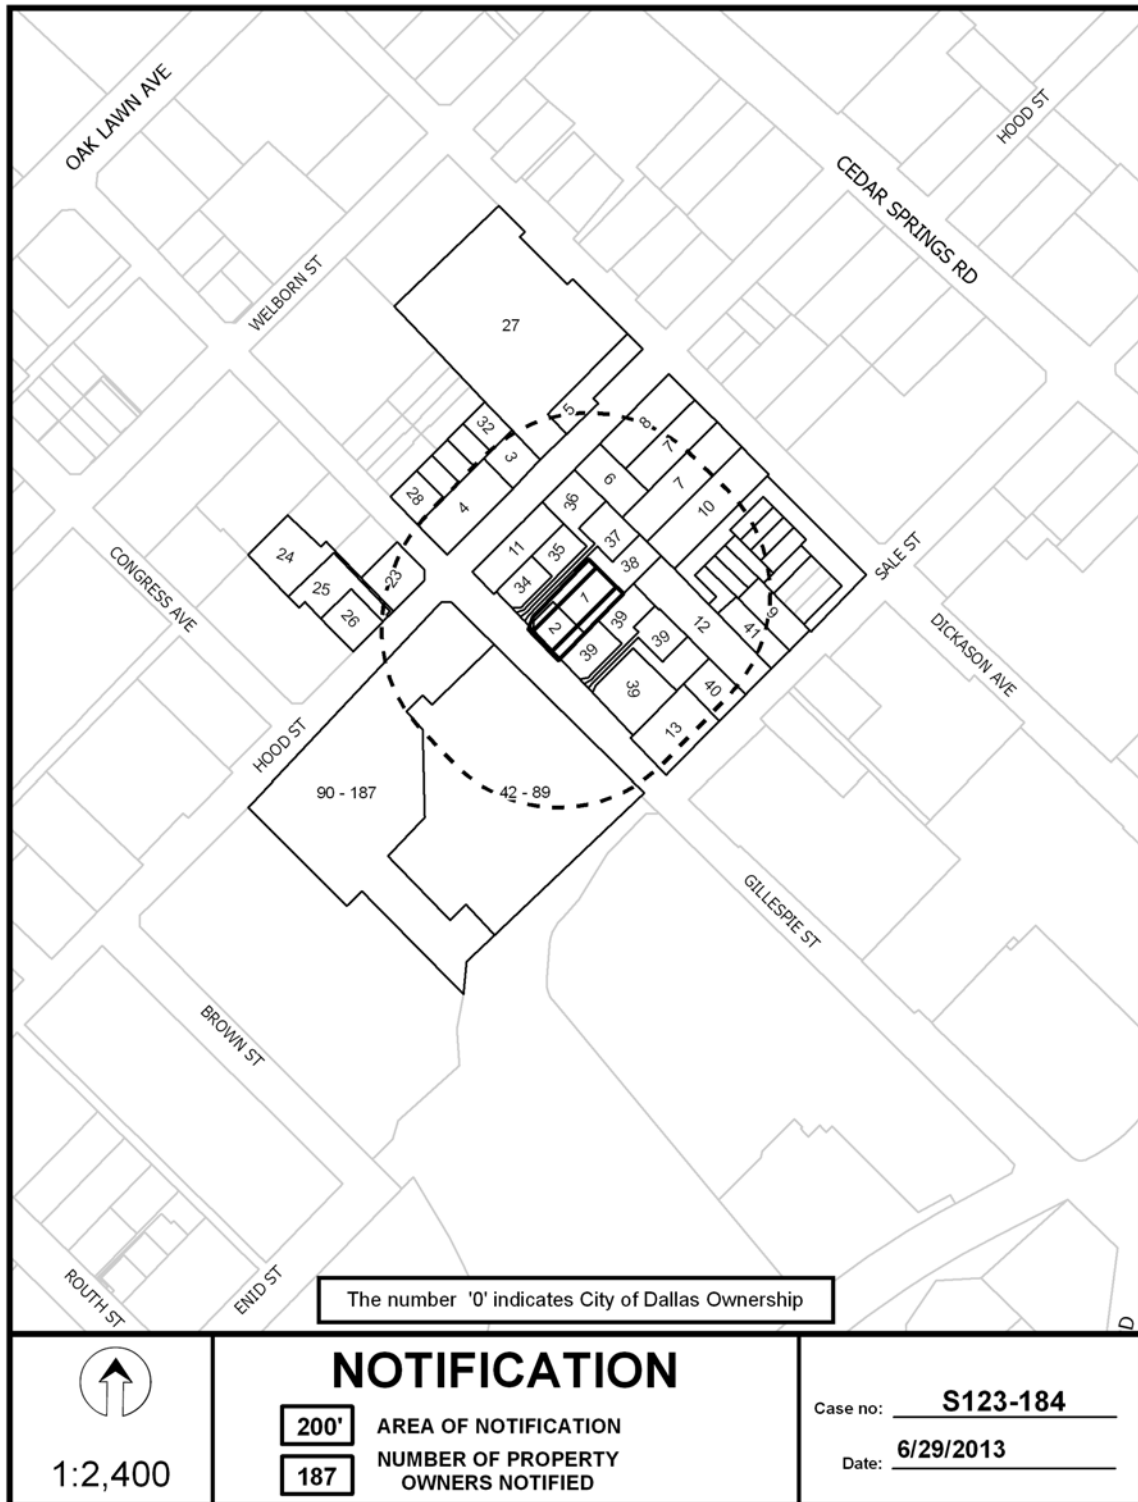 OAK LAWN AVE
HOOD ST
CEDAR SPRINGS RD
WELBORN ST
27
5
8
32
7
3
6
7
28
36
10
4
37
11
35
38
SALE ST
24
23
34
CONGRESS AVE
25
1
9
26
2
39
12
41
39
39
DICKASON AVE
39
40
13
HOOD ST
90 - 187
42 - 89
GILLESPIE ST
BROWN ST
ROUTH ST
ENID ST
The number '0' indicates City of Dallas Ownership
D
1:2,400
NOTIFICATION
200' AREA OF NOTIFICATION
187 NUMBER OF PROPERTY
OWNERS NOTIFIED
Case no: S123-184
Date: 6/29/2013